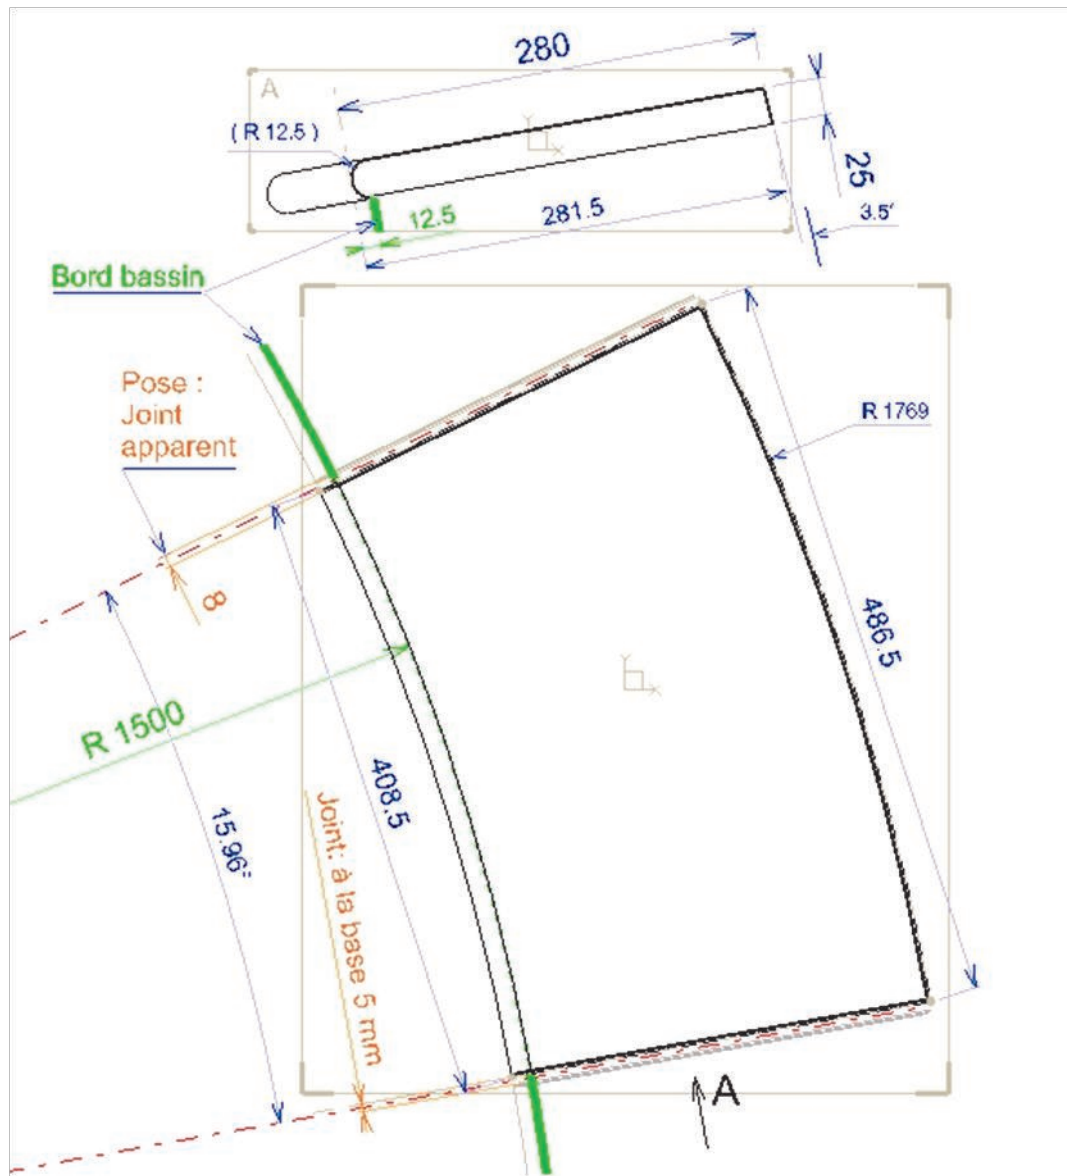 280
A
( R 12.5 )
25
12.5
281.5
3.5'
Bord bassin
Pose :
Joint
apparent
R 1769
8
486.5
R 1500
408.5
15.96°
Joint: à la base 5 mm
A